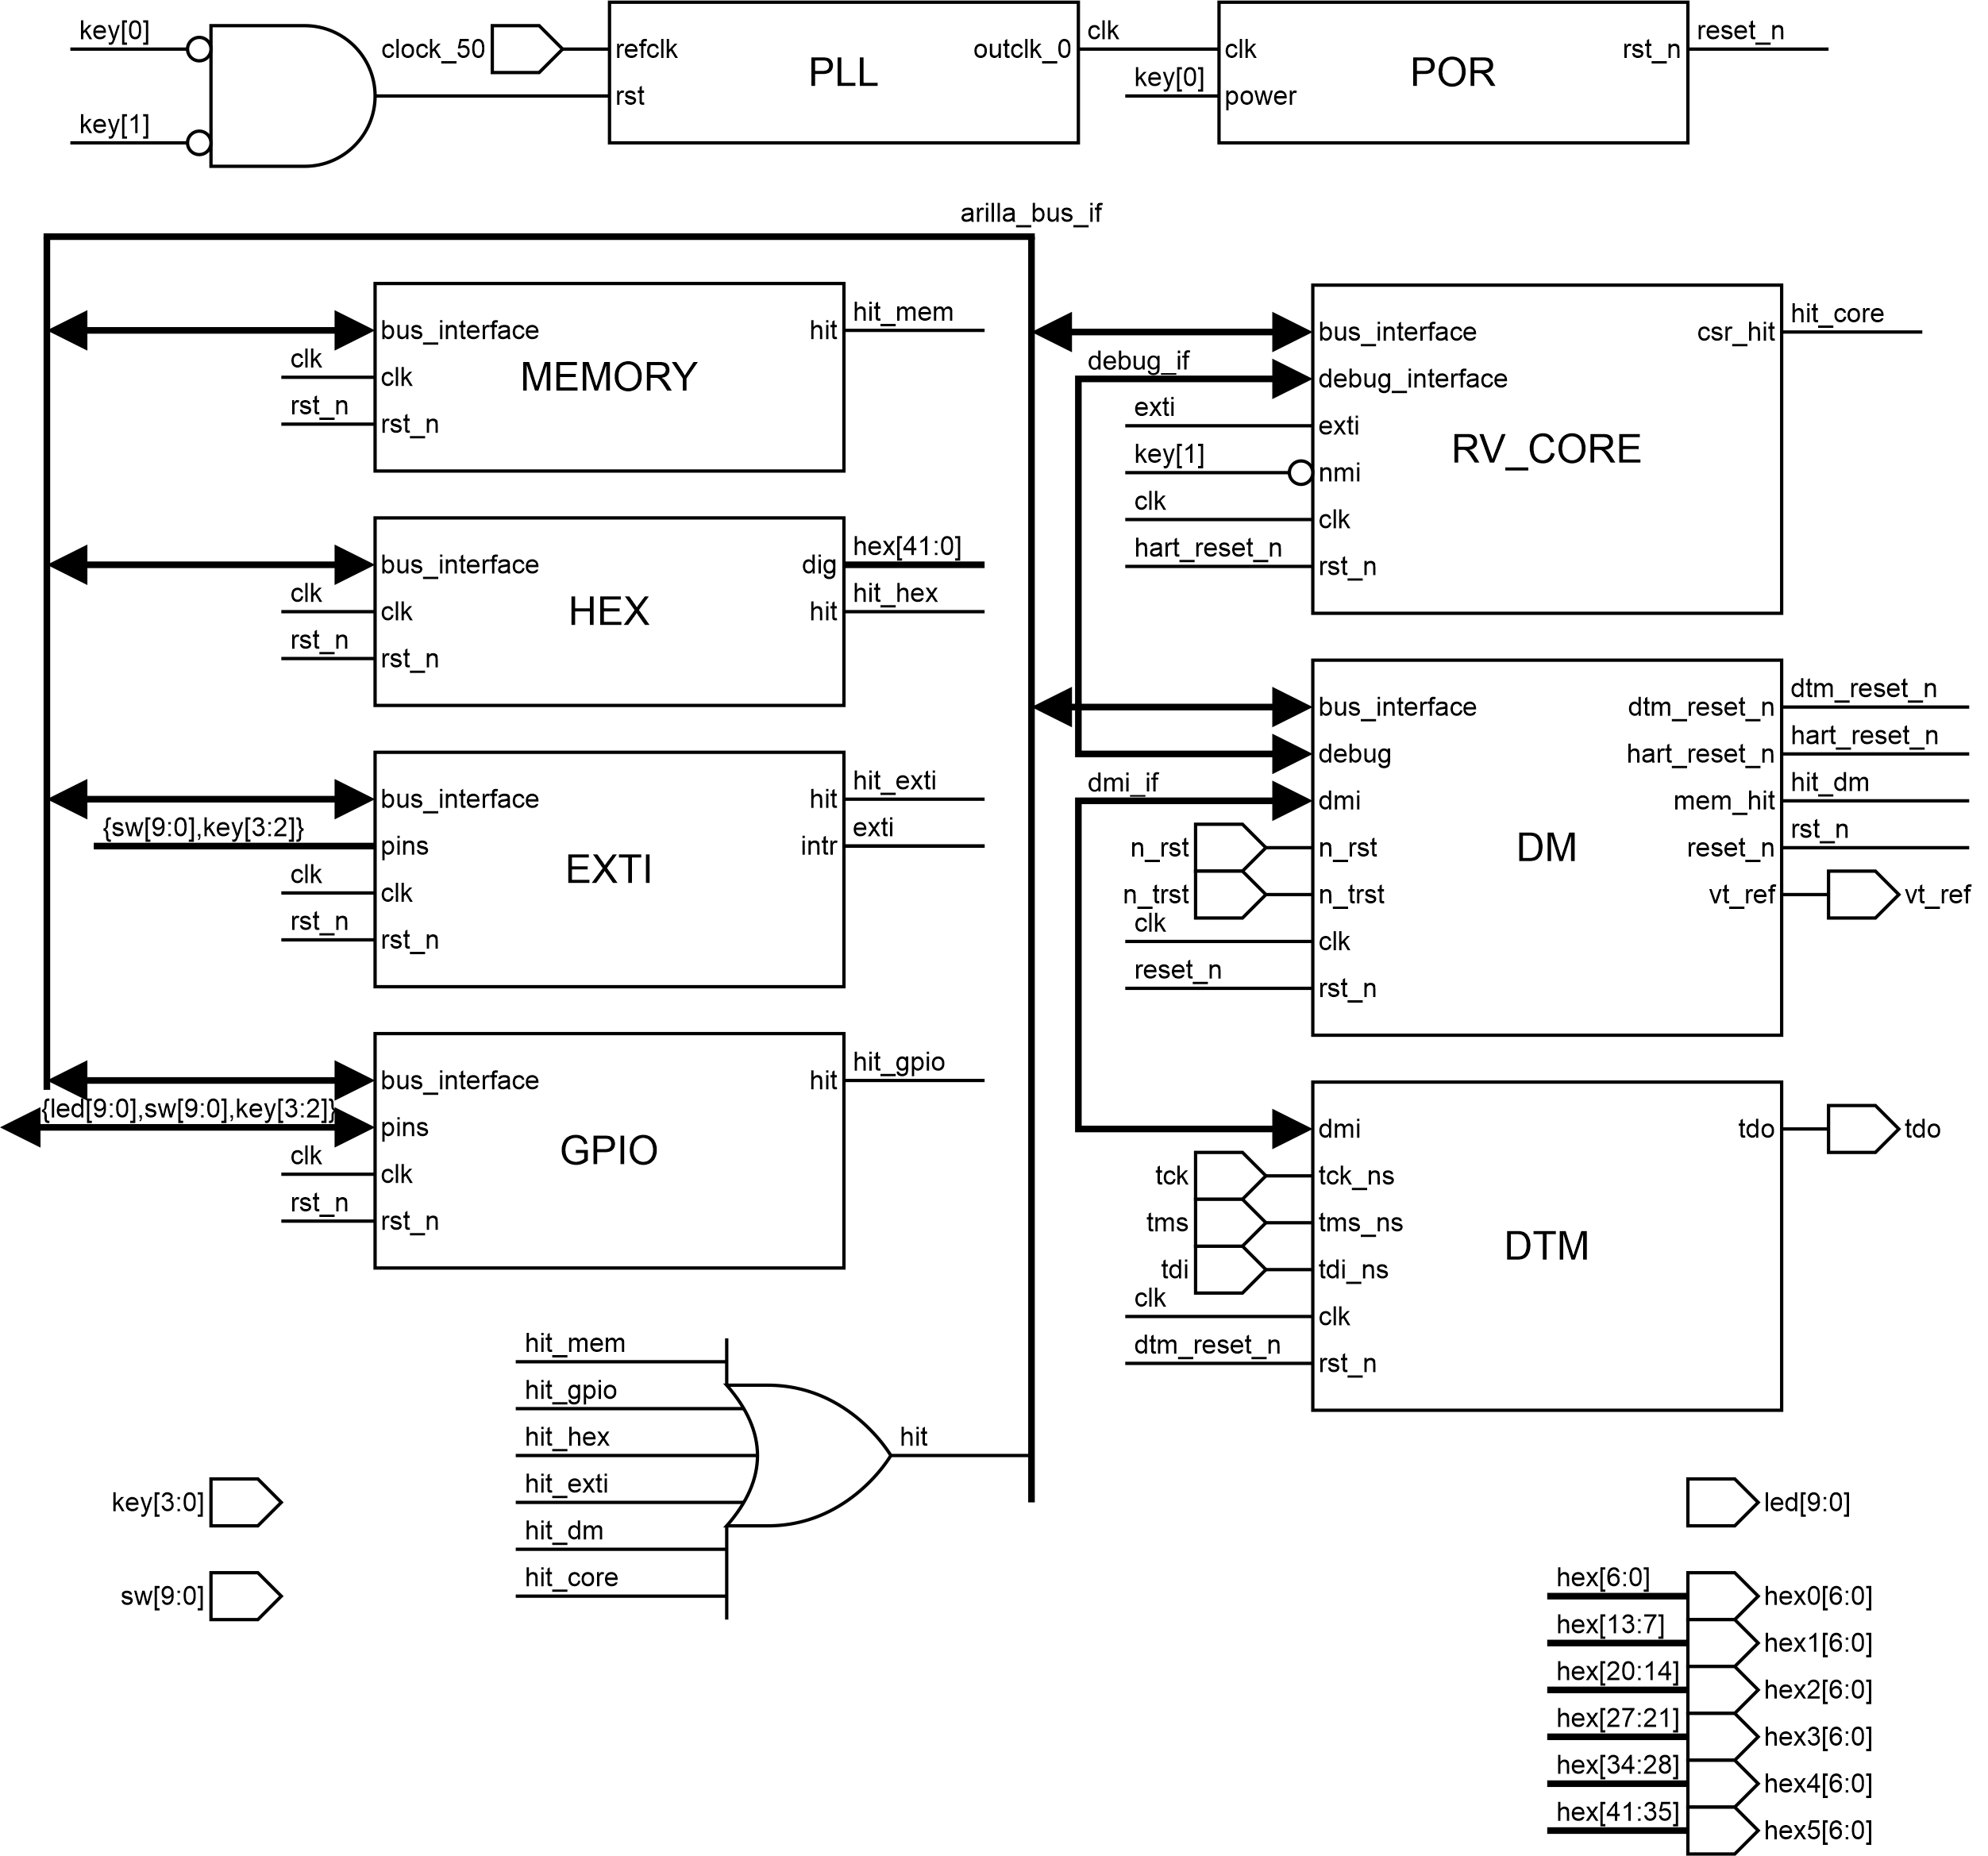 key[0]
key[1]
clock_50
refclk
rst
PLL
outclk_0
clk
key[0]
clk
power
POR
rst_n
reset_n
arilla_bus_if
bus_interface
clk
clk
rst_n
rst_n
MEMORY
hit
hit_mem
bus_interface
clk
clk
rst_n
rst_n
HEX
dig
hex[41:0]
hit
hit_hex
bus_interface
{sw[9:0],key[3:2]}
pins
clk
clk
rst_n
rst_n
EXTI
hit
hit_exti
intr
exti
bus_interface
{led[9:0],sw[9:0],key[3:2]}
pins
clk
clk
rst_n
rst_n
GPIO
hit
hit_gpio
bus_interface
debug_if
debug_interface
exti
exti
key[1]
nmi
clk
clk
hart_reset_n
rst_n
RV_CORE
csr_hit
hit_core
bus_interface
debug
dmi_if
dmi
n_rst
n_rst
n_trst
n_trst
clk
clk
reset_n
rst_n
DM
dtm_reset_n
dtm_reset_n
hart_reset_n
hart_reset_n
mem_hit
hit_dm
reset_n
rst_n
vt_ref
vt_ref
dmi
tck
tck_ns
tms
tms_ns
tdi
tdi_ns
clk
clk
dtm_reset_n
rst_n
DTM
tdo
tdo
hit_mem
hit_gpio
hit_hex
hit_exti
hit_dm
hit_core
hit
key[3:0]
sw[9:0]
led[9:0]
hex[6:0]
hex0[6:0]
hex[13:7]
hex1[6:0]
hex[20:14]
hex2[6:0]
hex[27:21]
hex3[6:0]
hex[34:28]
hex4[6:0]
hex[41:35]
hex5[6:0]